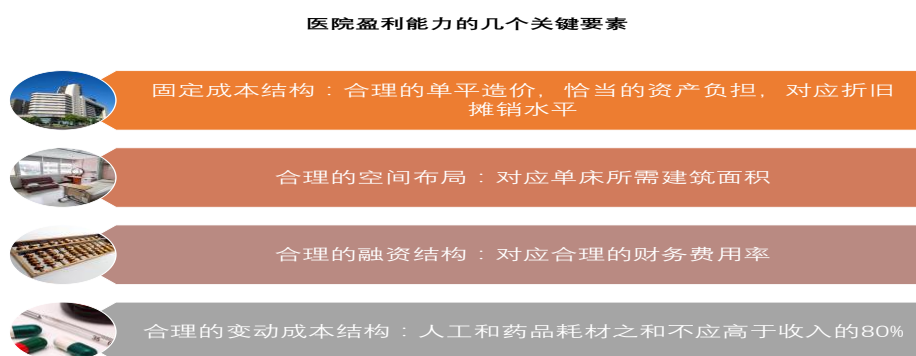 医院盈利能力的几个关键要素
固定成本结构：合理的单平造价，恰当的资产负担，对应折旧
摊销水平
合理的空间布局：对应单床所需建筑面积
合理的融资结构：对应合理的财务费用率
合理的变动成本结构：人工和药品耗材之和不应高于收入的80%